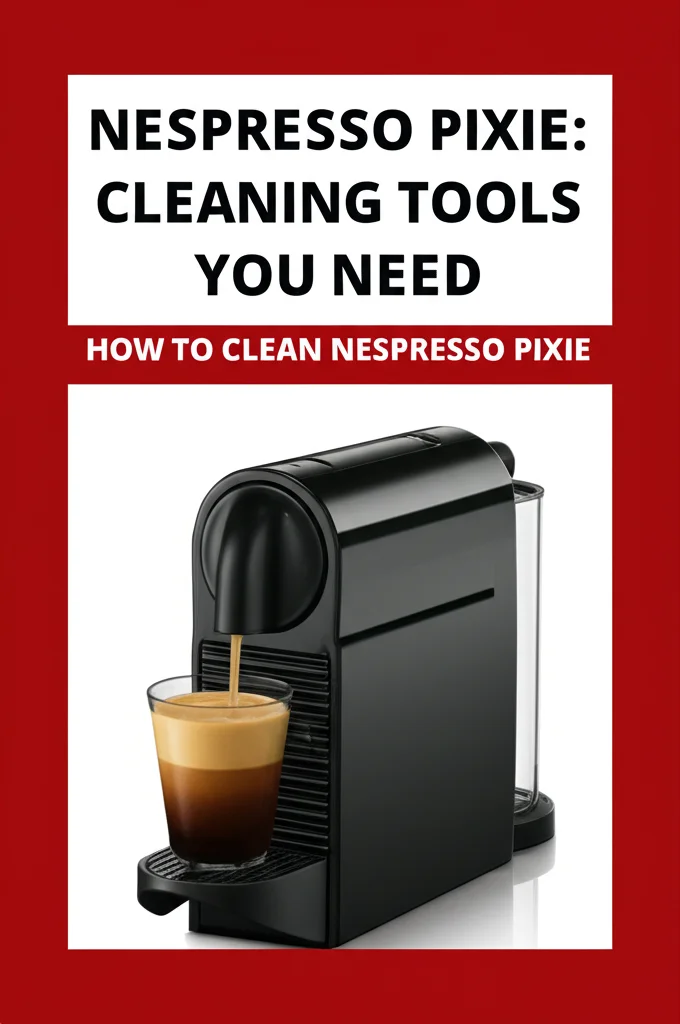 NESPRESSO PIXIE:
CLEANING TOOLS
YOU NEED
HOW TO CLEAN NESPRESSO PIXIE